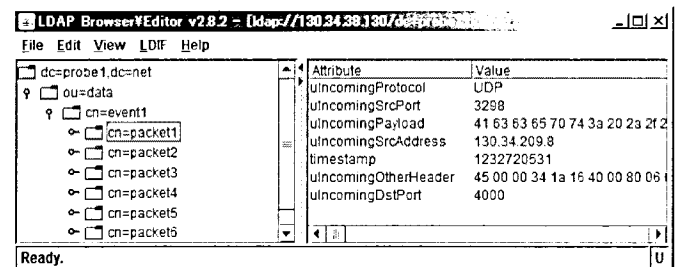 LDAP Browser¥Editor v2.8.2 - [ldap://130.34.38.130/dc=probe
File Edit View LDIF Help
dc=probe1,dc=net
ou=data
cn=event1
cn=packet1
cn=packet2
cn=packet3
cn=packet4
cn=packet5
cn=packet6
Attribute Value
uIncomingProtocol UDP
uIncomingSrcPort 3298
uIncomingPayload 41 63 63 65 70 74 3a 20 2a 2f 2
uIncomingSrcAddress 130.34.209.8
timestamp 1232720531
uIncomingOtherHeader 45 00 00 34 1a 16 40 00 80 06
uIncomingDstPort 4000
Ready.
U